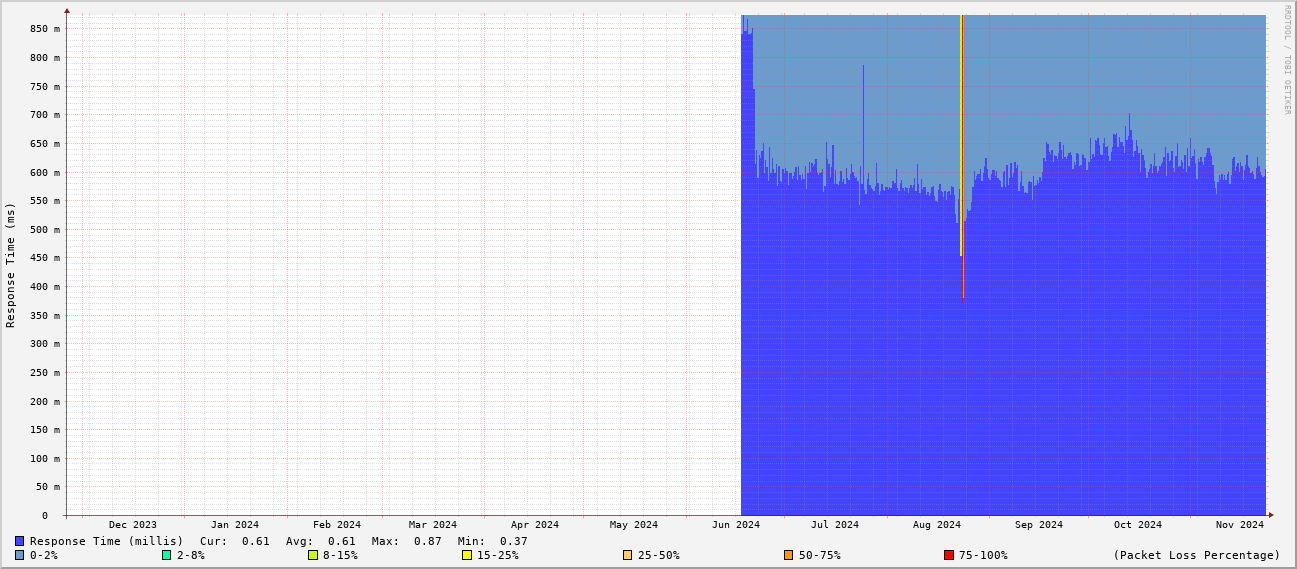 RRDTOOL / TOBI OETIKER
Response Time (ms)
850 m
800 m
750 m
700 m
650 m
600 m
550 m
500 m
450 m
400 m
350 m
300 m
250 m
200 m
150 m
100 m
50 m
0
Dec 2023 Jan 2024 Feb 2024 Mar 2024 Apr 2024 May 2024 Jun 2024 Jul 2024 Aug 2024 Sep 2024 Oct 2024 Nov 2024
Response Time (millis) Cur: 0.61 Avg: 0.61 Max: 0.87 Min: 0.37
0-2% 2-8% 8-15% 15-25% 25-50% 50-75% 75-100% (Packet Loss Percentage)